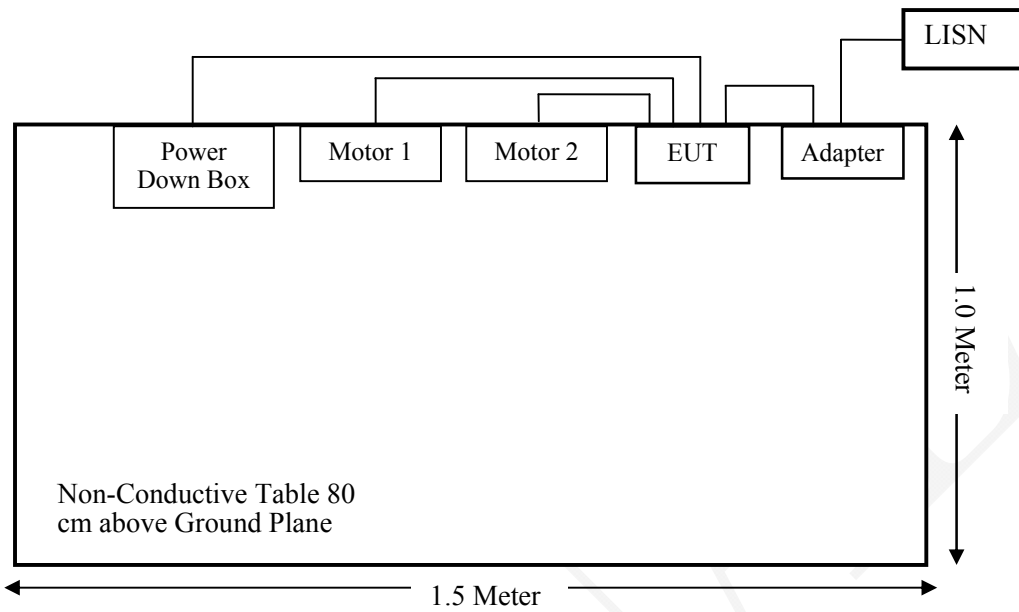 LISN
Power
Down Box
Motor 1
Motor 2
EUT
Adapter
1.0 Meter
Non-Conductive Table 80
cm above Ground Plane
1.5 Meter